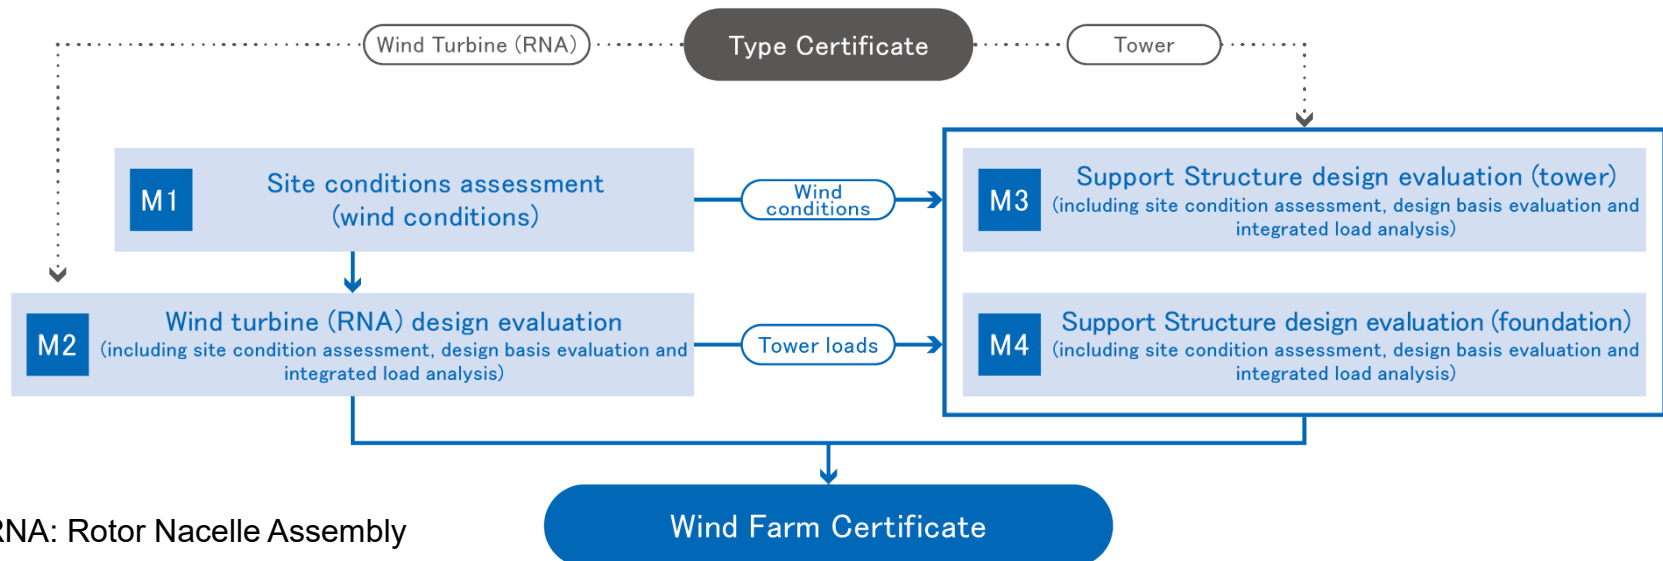 Wind Turbine (RNA)
Type Certificate
Tower
M1
Site conditions assessment
(wind conditions)
Wind
conditions
M3
Support Structure design evaluation (tower)
(including site condition assessment, design basis evaluation and
integrated load analysis)
M2
Wind turbine (RNA) design evaluation
(including site condition assessment, design basis evaluation and
integrated load analysis)
Tower loads
M4
Support Structure design evaluation (foundation)
(including site condition assessment, design basis evaluation and
integrated load analysis)
Wind Farm Certificate
RNA: Rotor Nacelle Assembly